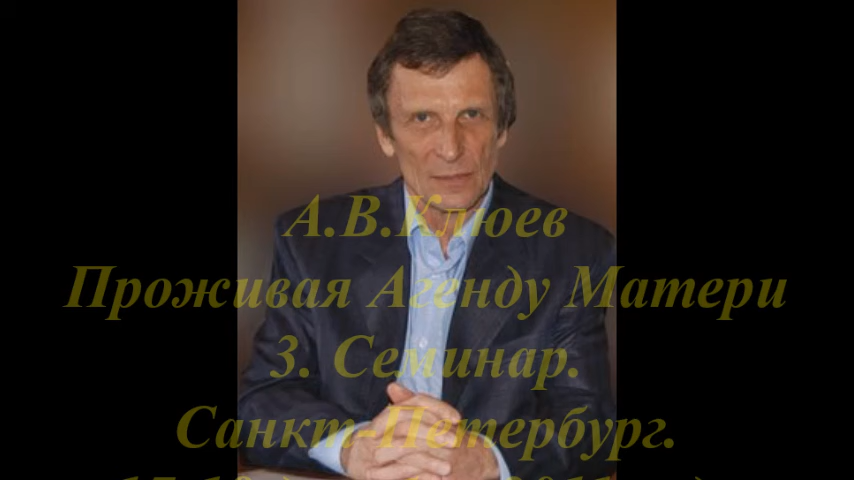 А.В.Клюев
Проживая Агенду Матери
3. Семинар.
Санкт-Петербург.